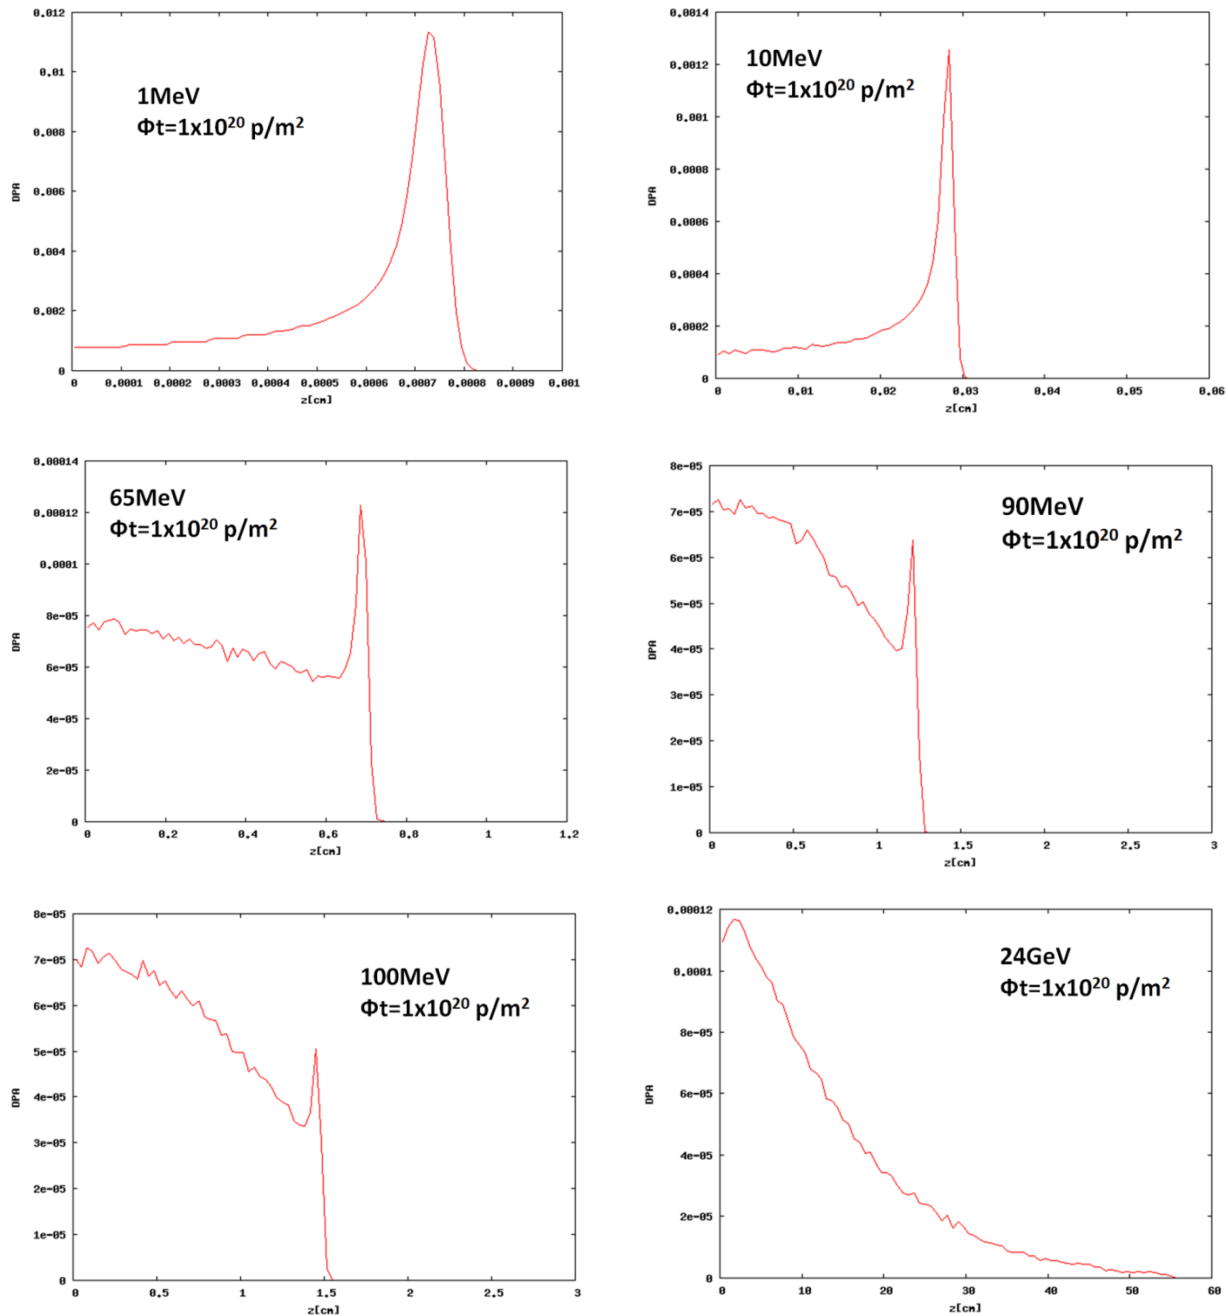 0.012
0.01
0.008
0.006
0.004
0.002
0
DPA
1MeV
Φt=1x10²⁰ p/m²
0 0.0001 0.0002 0.0003 0.0004 0.0005 0.0006 0.0007 0.0008 0.0009 0.001
z[cm]
0.0014
0.0012
0.001
0.0008
0.0006
0.0004
0.0002
0
DPA
10MeV
Φt=1x10²⁰ p/m²
0 0.01 0.02 0.03 0.04 0.05 0.06
z[cm]
0.00014
0.00012
0.0001
8e-05
6e-05
4e-05
2e-05
0
DPA
65MeV
Φt=1x10²⁰ p/m²
0 0.2 0.4 0.6 0.8 1 1.2
z[cm]
8e-05
7e-05
6e-05
5e-05
4e-05
3e-05
2e-05
1e-05
0
DPA
90MeV
Φt=1x10²⁰ p/m²
0 0.5 1 1.5 2 2.5 3
z[cm]
8e-05
7e-05
6e-05
5e-05
4e-05
3e-05
2e-05
1e-05
0
DPA
100MeV
Φt=1x10²⁰ p/m²
0 0.5 1 1.5 2 2.5 3
z[cm]
0.00012
0.0001
8e-05
6e-05
4e-05
2e-05
0
DPA
24GeV
Φt=1x10²⁰ p/m²
0 10 20 30 40 50 60
z[cm]